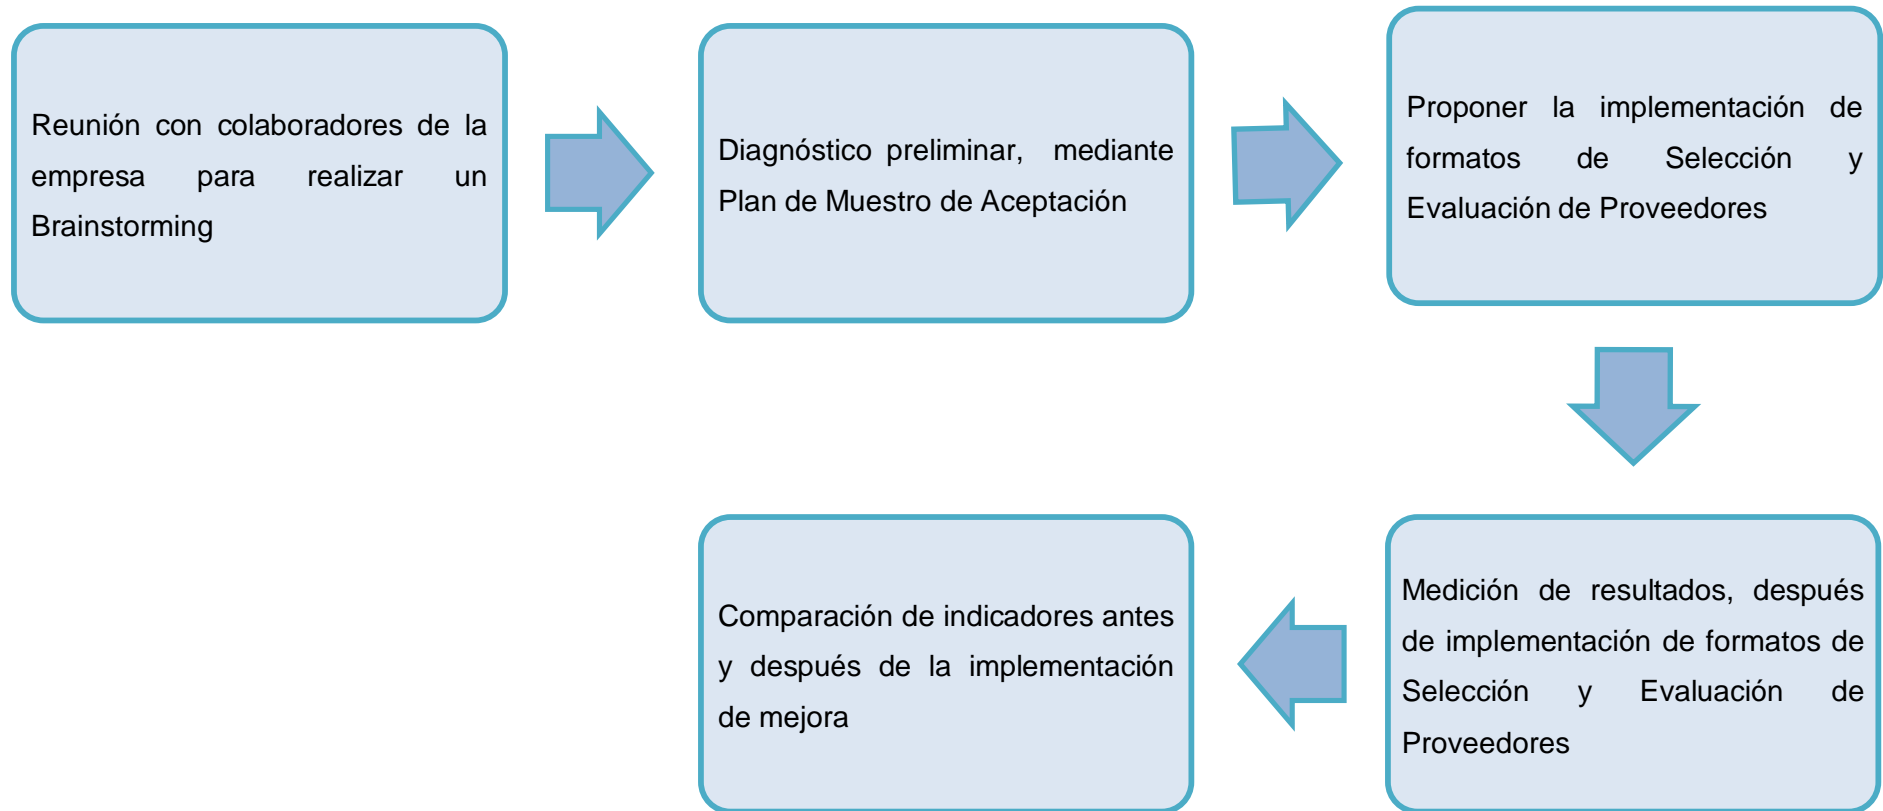 Reunión con colaboradores de la
empresa para realizar un
Brainstorming
Diagnóstico preliminar, mediante
Plan de Muestro de Aceptación
Proponer la implementación de
formatos de Selección y
Evaluación de Proveedores
Medición de resultados, después
de implementación de formatos de
Selección y Evaluación de
Proveedores
Comparación de indicadores antes
y después de la implementación
de mejora